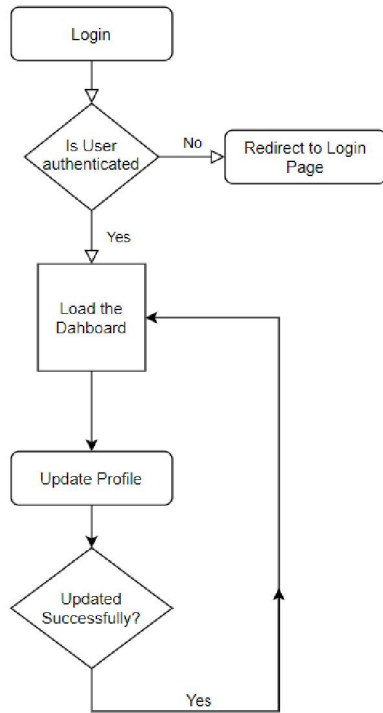 Login
Is User
authenticated
No
Redirect to Login
Page
Yes
Load the
Dahboard
Update Profile
Updated
Successfully?
Yes